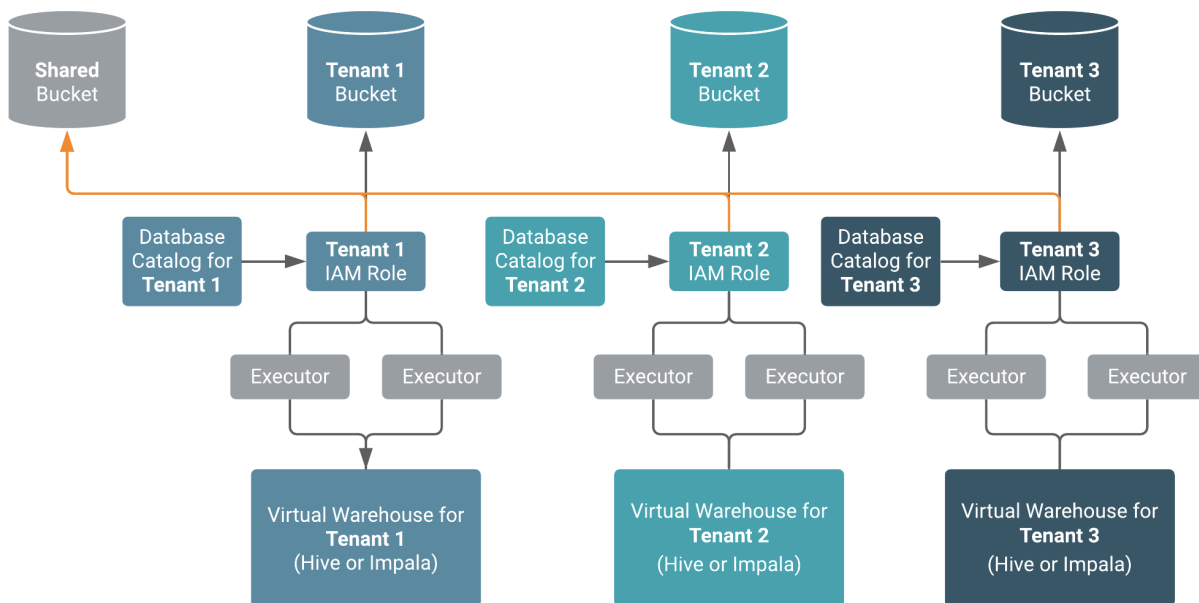 Shared
Bucket
Tenant 1
Bucket
Tenant 2
Bucket
Tenant 3
Bucket
Database
Catalog for
Tenant 1
Tenant 1
IAM Role
Database
Catalog for
Tenant 2
Tenant 2
IAM Role
Database
Catalog for
Tenant 3
Tenant 3
IAM Role
Executor
Executor
Executor
Executor
Executor
Executor
Virtual Warehouse for
Tenant 1
(Hive or Impala)
Virtual Warehouse for
Tenant 2
(Hive or Impala)
Virtual Warehouse for
Tenant 3
(Hive or Impala)